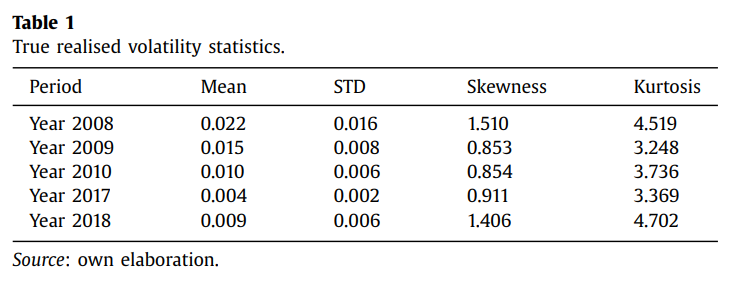 Table 1
True realised volatility statistics.
Period Mean STD Skewness Kurtosis
Year 2008 0.022 0.016 1.510 4.519
Year 2009 0.015 0.008 0.853 3.248
Year 2010 0.010 0.006 0.854 3.736
Year 2017 0.004 0.002 0.911 3.369
Year 2018 0.009 0.006 1.406 4.702
Source: own elaboration.